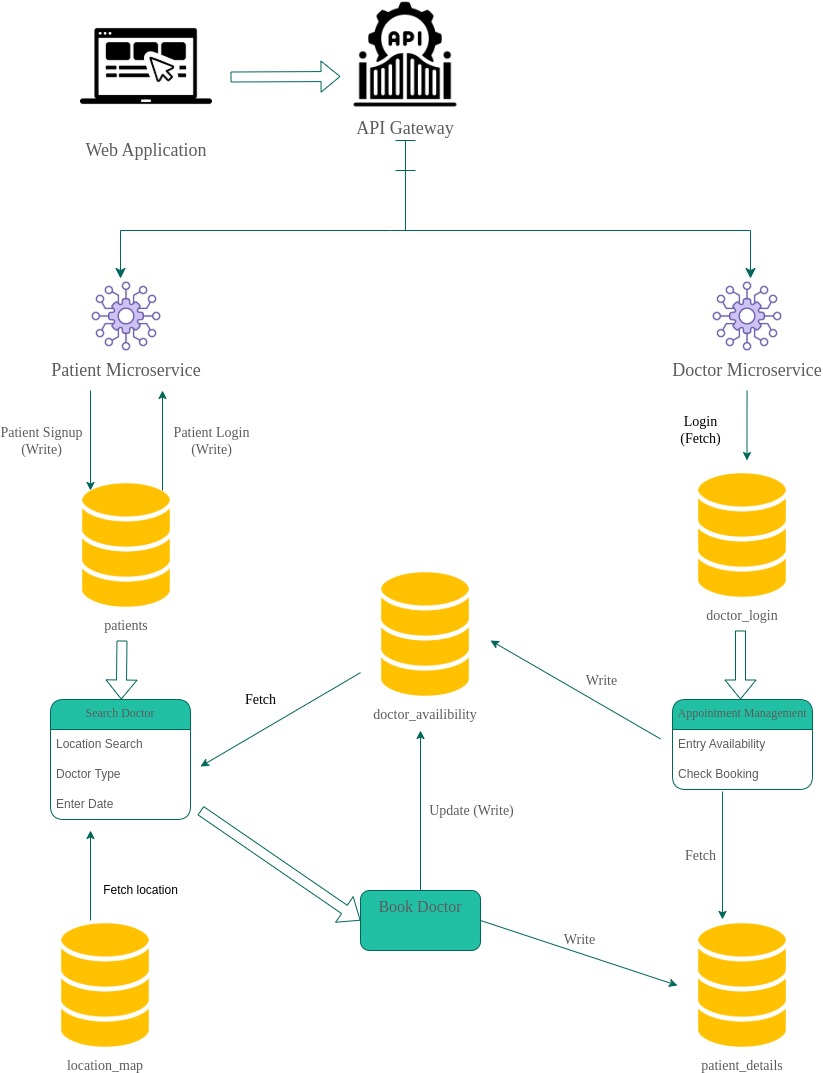 API
Web Application
API Gateway
Patient Microservice
Doctor Microservice
Patient Signup
(Write)
Patient Login
(Write)
Login
(Fetch)
patients
doctor_login
Write
Fetch
doctor_availibility
Search Doctor
Location Search
Doctor Type
Enter Date
Appointment Management
Entry Availability
Check Booking
Update (Write)
Fetch
Fetch location
Book Doctor
Write
location_map
patient_details